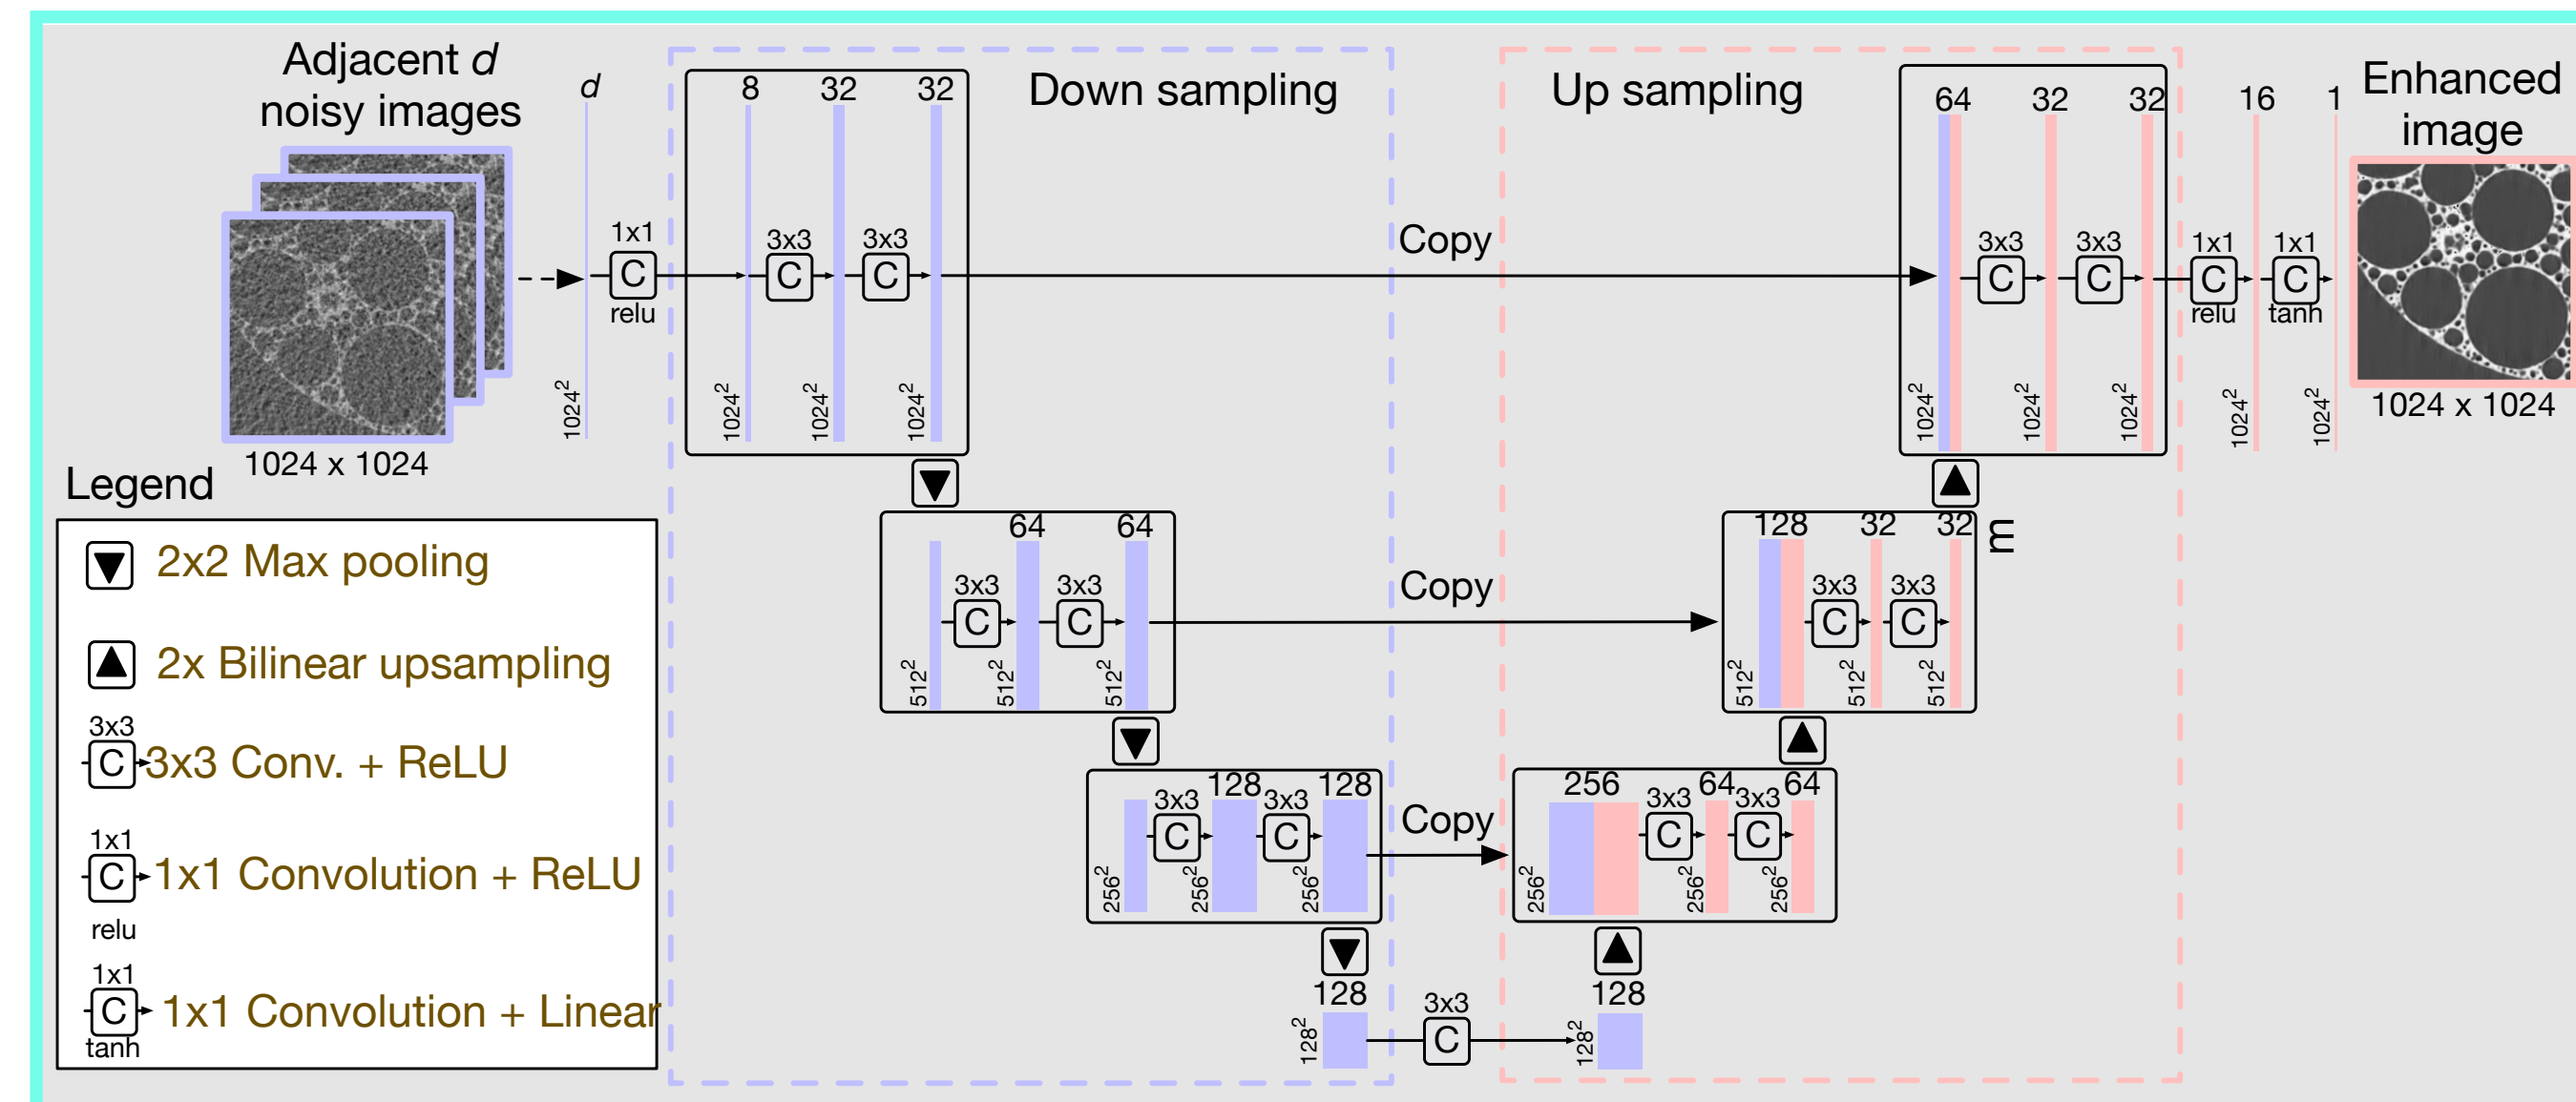 Adjacent d
noisy images
1024 x 1024
d
1024²
1x1
C
relu
Down sampling
8
32
32
3x3
C
3x3
C
1024²
1024²
1024²
Copy
Up sampling
64
32
32
3x3
C
3x3
C
1024²
1024²
1024²
1x1
C
relu
16
1x1
C
tanh
1
1024²
1024²
Enhanced
image
1024 x 1024
64
64
3x3
C
3x3
C
512²
512²
512²
Copy
128
32
32
3x3
C
3x3
C
512²
512²
512²
m
128
128
3x3
C
3x3
C
256²
256²
256²
Copy
256
64
64
3x3
C
3x3
C
256²
256²
256²
128
128²
3x3
C
128
128²
Legend
2x2 Max pooling
2x Bilinear upsampling
3x3
C
3x3 Conv. + ReLU
1x1
C
1x1 Convolution + ReLU
relu
1x1
C
1x1 Convolution + Linear
tanh